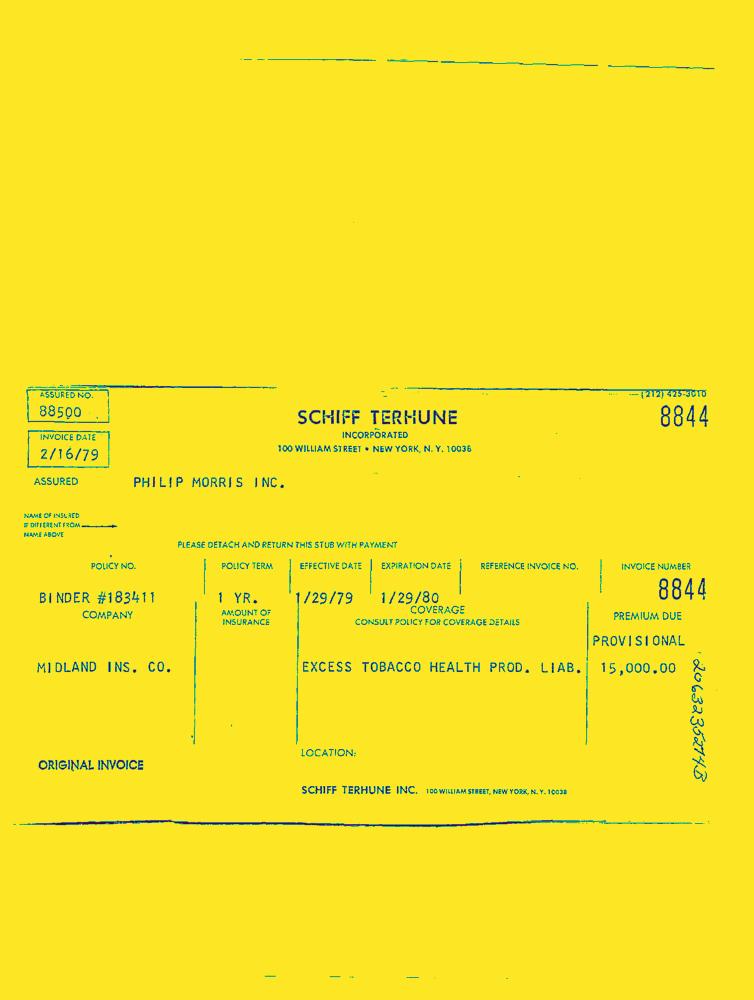 ASSURED NO.
88500
INVOICE DATE
2/16/79
SCHIFF TERHUNE
INCORPORATED
100 WILLIAM STREET • NEW YORK, N. Y. 10038
(212) 425-3010
8844
ASSURED PHILIP MORRIS INC.
NAME OF INSURED
IF DIFFERENT FROM
NAME ABOVE
PLEASE DETACH AND RETURN THIS STUB WITH PAYMENT
POLICY NO. POLICY TERM EFFECTIVE DATE EXPIRATION DATE REFERENCE INVOICE NO. INVOICE NUMBER
BINDER #183411 1 YR. 1/29/79 1/29/80 8844
COMPANY AMOUNT OF INSURANCE COVERAGE PREMIUM DUE
CONSULT POLICY FOR COVERAGE DETAILS
PROVISIONAL
MIDLAND INS. CO. EXCESS TOBACCO HEALTH PROD. LIAB. 15,000.00
LOCATION:
ORIGINAL INVOICE
SCHIFF TERHUNE INC. 100 WILLIAM STREET, NEW YORK, N. Y. 10038